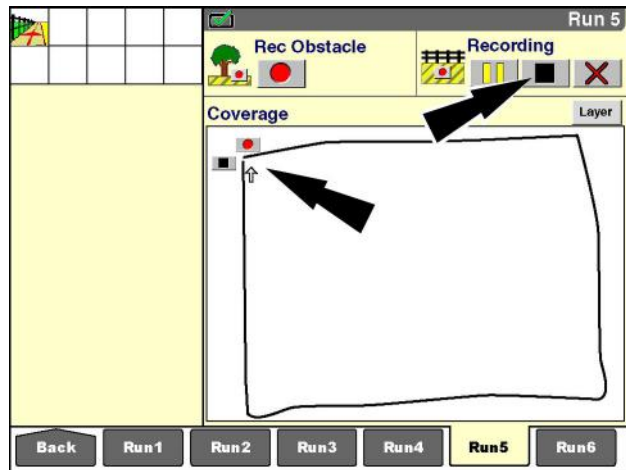 Run 5
Rec Obstacle
Recording
Coverage
Layer
Back
Run1
Run2
Run3
Run4
Run5
Run6